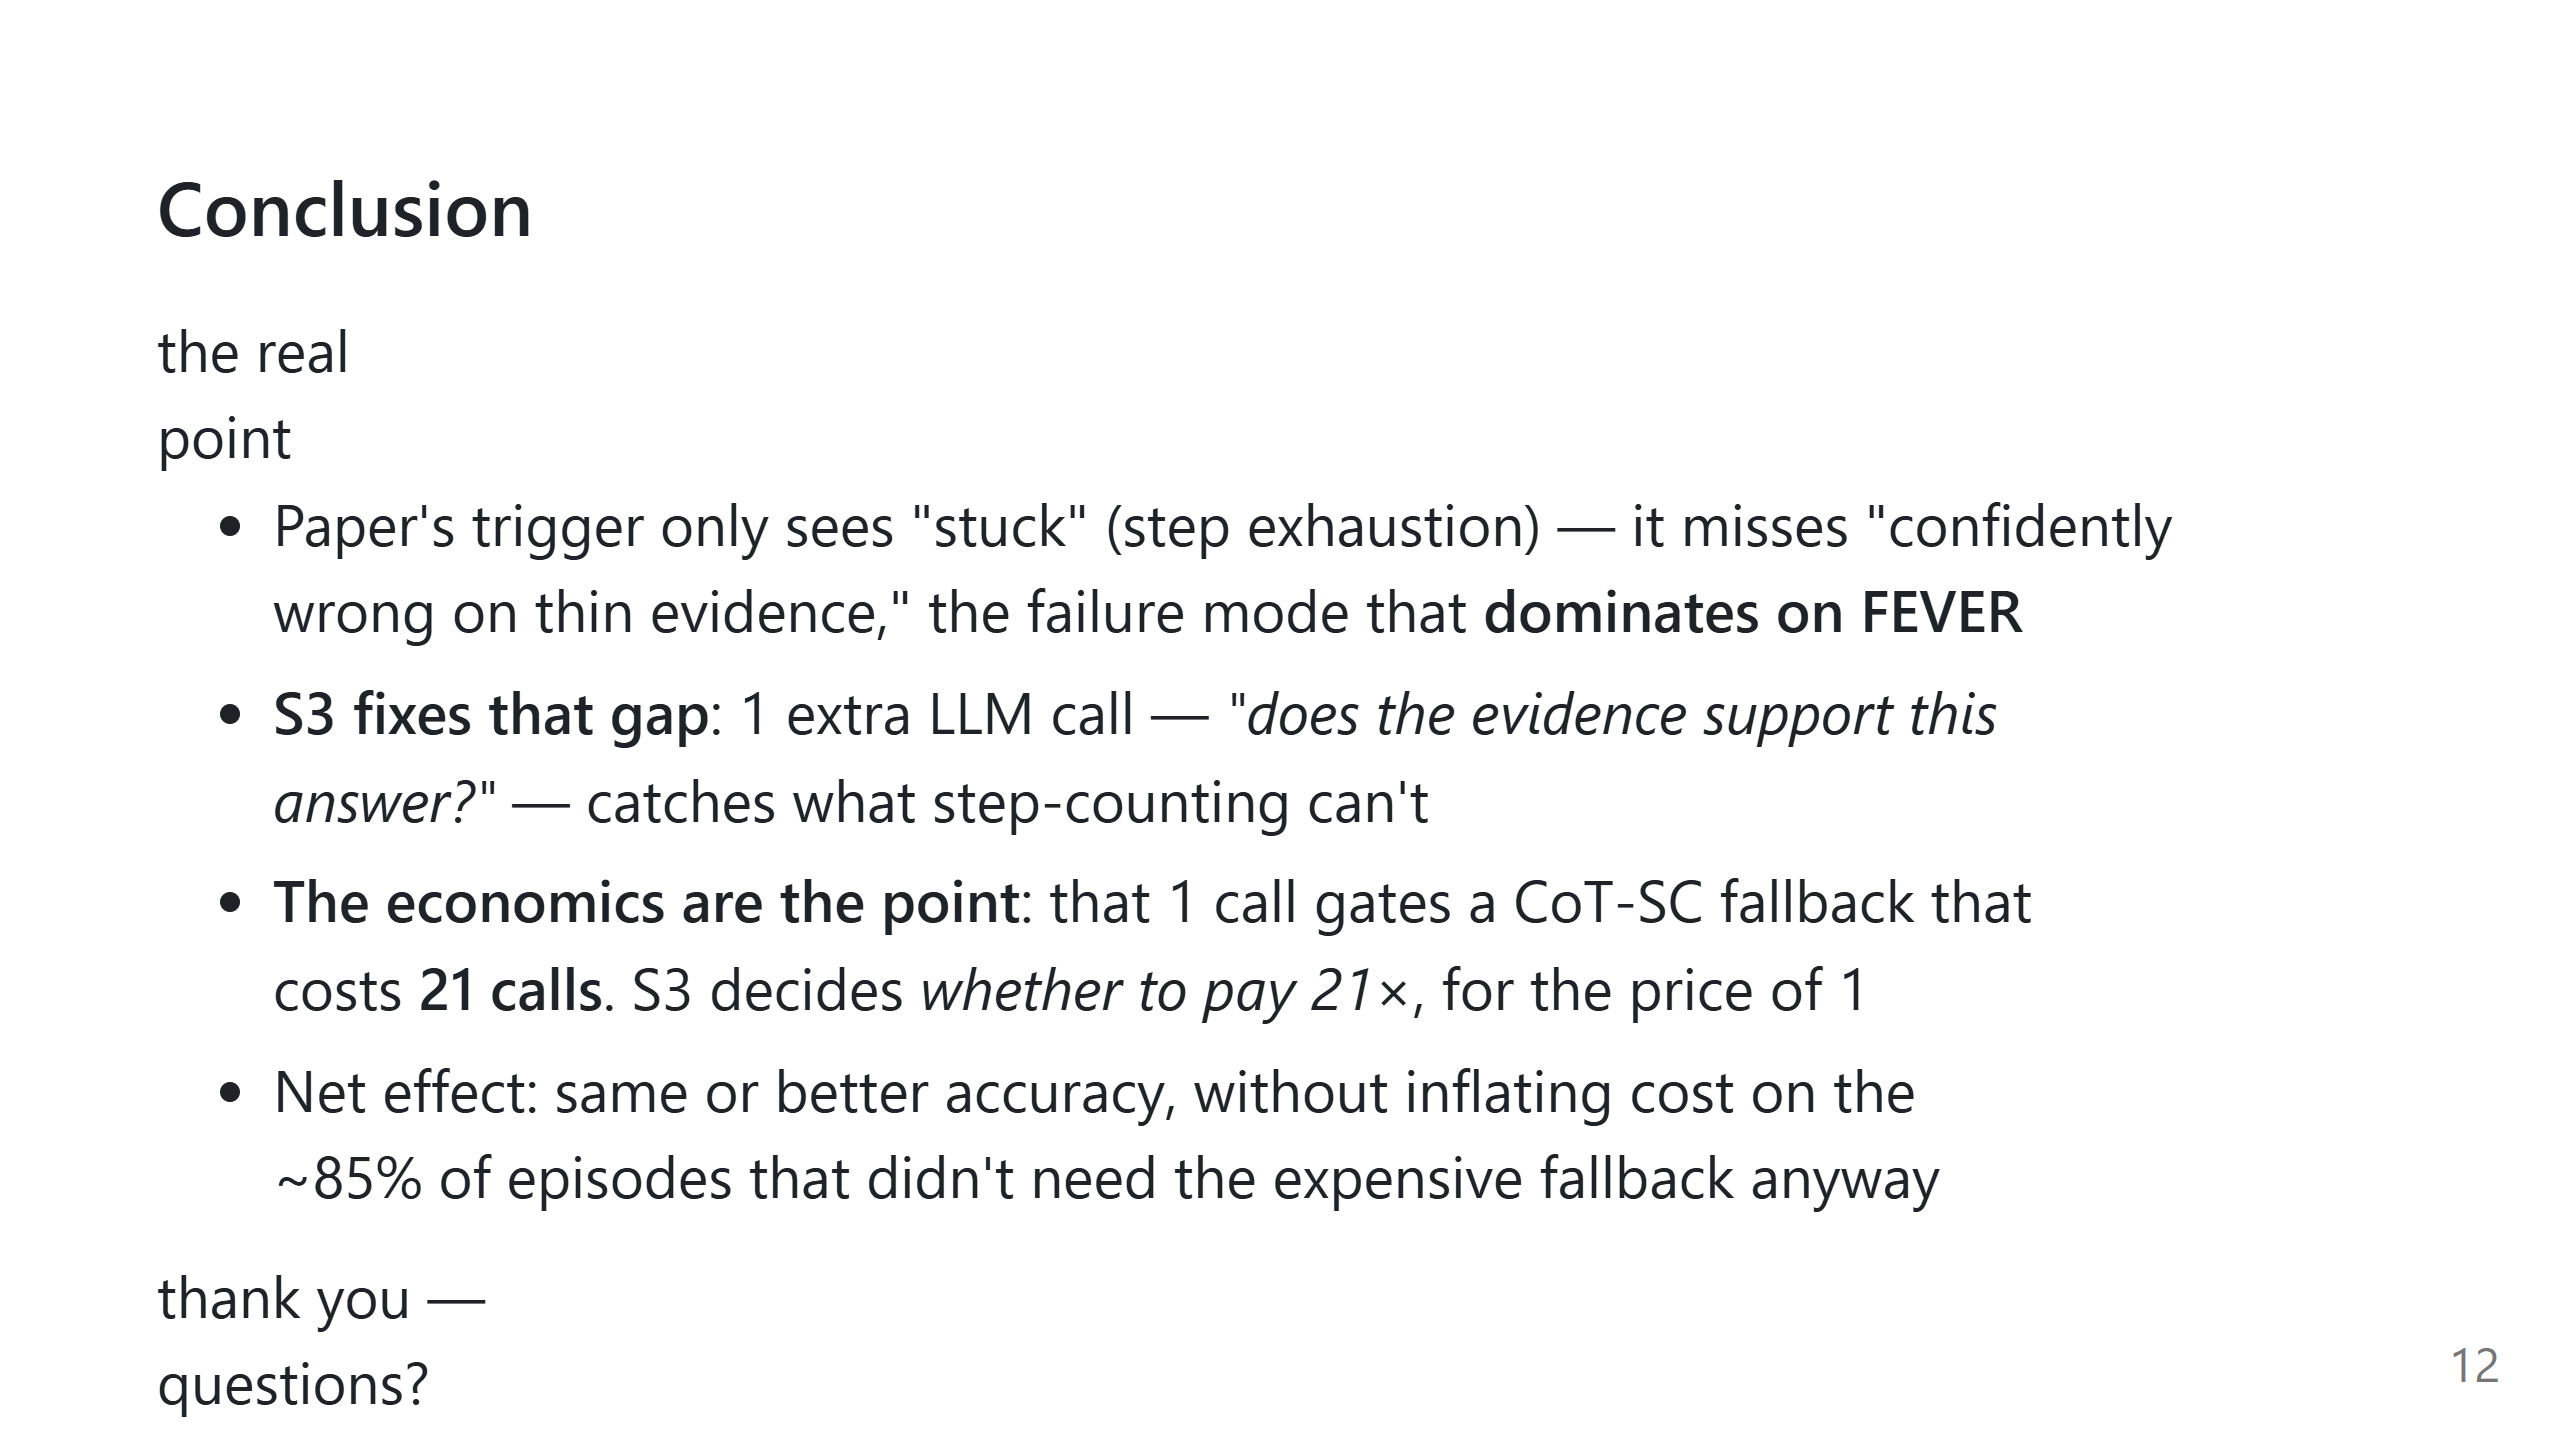 Conclusion
the real
point
• Paper's trigger only sees "stuck" (step exhaustion) — it misses "confidently
wrong on thin evidence," the failure mode that dominates on FEVER
• S3 fixes that gap: 1 extra LLM call — "does the evidence support this
answer?" — catches what step-counting can't
• The economics are the point: that 1 call gates a CoT-SC fallback that
costs 21 calls. S3 decides whether to pay 21×, for the price of 1
• Net effect: same or better accuracy, without inflating cost on the
~85% of episodes that didn't need the expensive fallback anyway
thank you —
questions?
12